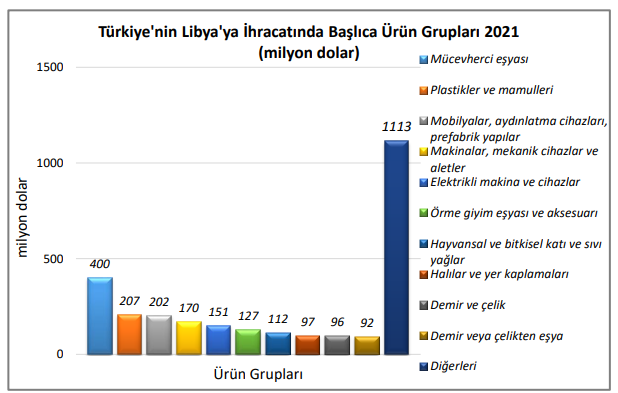 Türkiye'nin Libya'ya İhracatında Başlıca Ürün Grupları 2021
(milyon dolar)
1500
1000
500
0
milyon dolar
400
207
202
170
151
127
112
97
96
92
1113
Ürün Grupları
Mücevherci eşyası
Plastikler ve mamulleri
Mobilyalar, aydınlatma cihazları,
prefabrik yapılar
Makinalar, mekanik cihazlar ve
aletler
Elektrikli makina ve cihazlar
Örme giyim eşyası ve aksesuarı
Hayvansal ve bitkisel katı ve sıvı
yağlar
Halılar ve yer kaplamaları
Demir ve çelik
Demir veya çelikten eşya
Diğerleri